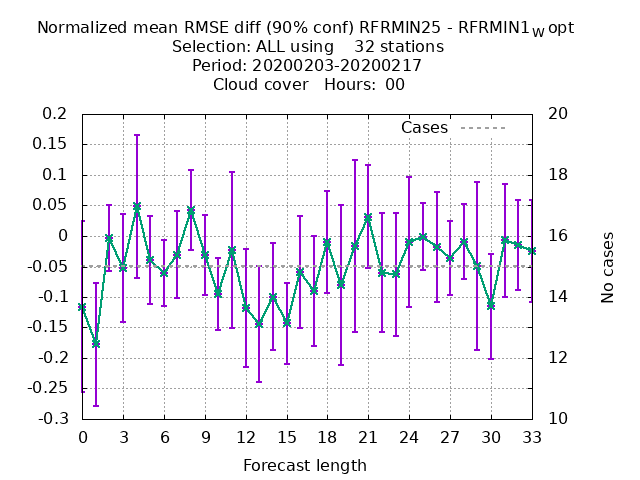 Normalized mean RMSE diff (90% conf) RFRMIN25 - RFRMIN1w opt
Selection: ALL using 32 stations
Period: 20200203-20200217
Cloud cover Hours: 00
Cases
0.2
0.15
0.1
0.05
0
-0.05
-0.1
-0.15
-0.2
-0.25
-0.3
20
18
16
14
12
10
No cases
0 3 6 9 12 15 18 21 24 27 30 33
Forecast length